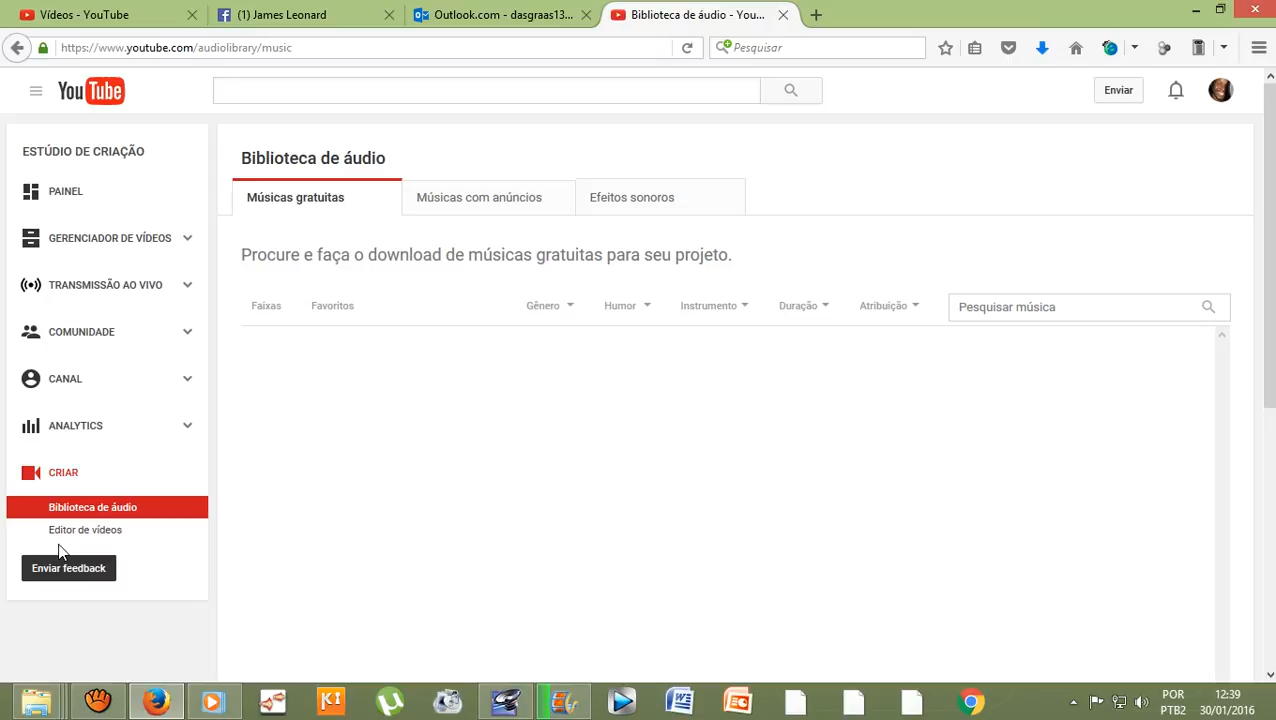 Vídeos - YouTube
(1) James Leonard
Outlook.com - dasgraas13...
Biblioteca de áudio - You...
https://www.youtube.com/audiolibrary/music
Pesquisar
YouTube
Enviar
ESTÚDIO DE CRIAÇÃO
PAINEL
GERENCIADOR DE VÍDEOS
TRANSMISSÃO AO VIVO
COMUNIDADE
CANAL
ANALYTICS
CRIAR
Biblioteca de áudio
Editor de vídeos
Enviar feedback
Biblioteca de áudio
Músicas gratuitas
Músicas com anúncios
Efeitos sonoros
Procure e faça o download de músicas gratuitas para seu projeto.
Faixas
Favoritos
Gênero
Humor
Instrumento
Duração
Atribuição
Pesquisar música
POR
PTB2
12:39
30/01/2016